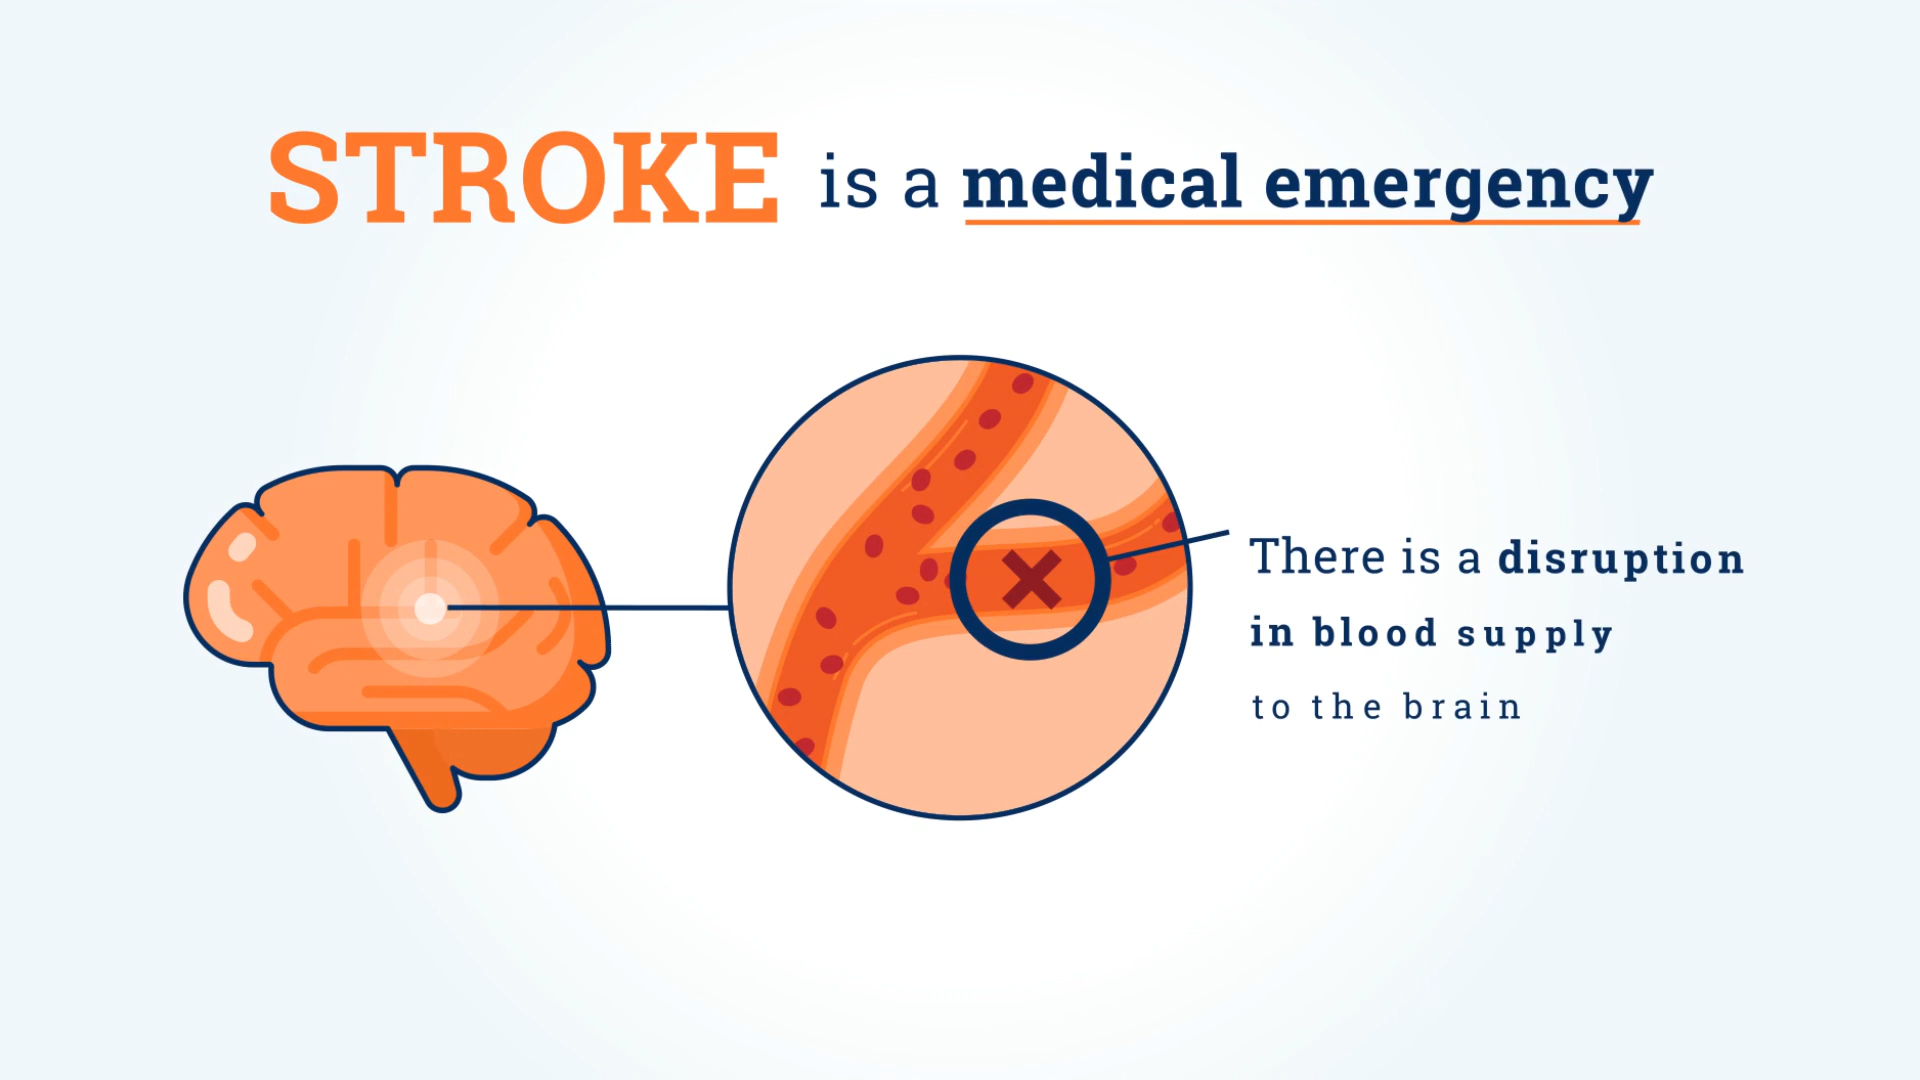 STROKE is a medical emergency
There is a disruption
in blood supply
to the brain